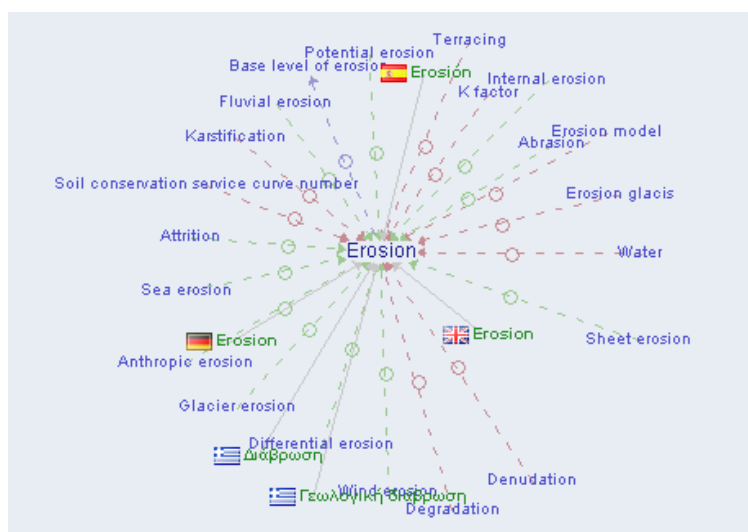 Terracing
Potential erosion
Base level of erosion
Erosión
Internal erosion
K factor
Fluvial erosion
Erosion model
Karstification
Abrasion
Soil conservation service curve number
Erosion glacis
Attrition
Erosion
Water
Sea erosion
Erosion
Erosion
Sheet erosion
Anthropic erosion
Glacier erosion
Differential erosion
Διάβρωση
Denudation
Wind erosion
Γεωλογική διάβρωση
Degradation